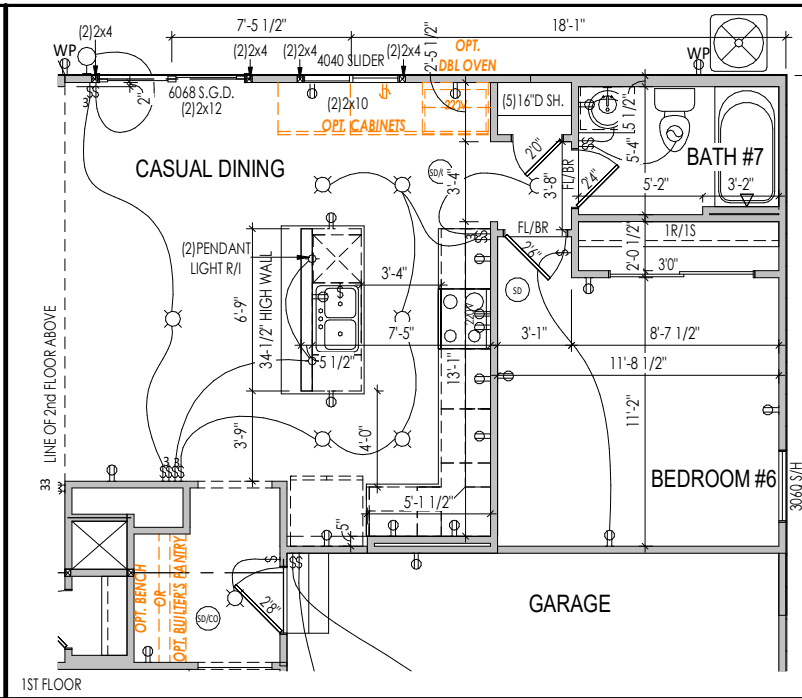 7'-5 1/2"
18'-1"
(2)2x4
(2)2x4
(2)2x4
(2)2x4
WP
4040 SLIDER
2'-5 1/2"
OPT.
DBL OVEN
WP
6068 S.G.D.
(2)2x12
2"
3
(2)2x10
OPT. CABINETS
220V
(5)16"D SH.
5 1/2"
5'-4"
BATH #7
CASUAL DINING
2'0"
3'-8"
FL/BR
2'4"
5'-2"
3'-2"
3'-4"
FL/BR
1R/1S
2'-0 1/2"
3'0"
(2)PENDANT
LIGHT R/I
3
2'6"
SD
3'-4"
6'-9"
34-1/2" HIGH WALL
220V
5 1/2"
7'-5"
3'-1"
8'-7 1/2"
13'-1"
11'-8 1/2"
11'-2"
LINE OF 2nd FLOOR ABOVE
3'-9"
4'-0"
3
33
BEDROOM #6
3060 S/H
5'-1 1/2"
5"
OPT. BENCH
OR
OPT. BUILTER'S PANTRY
SD/CO
2'8"
GARAGE
1ST FLOOR